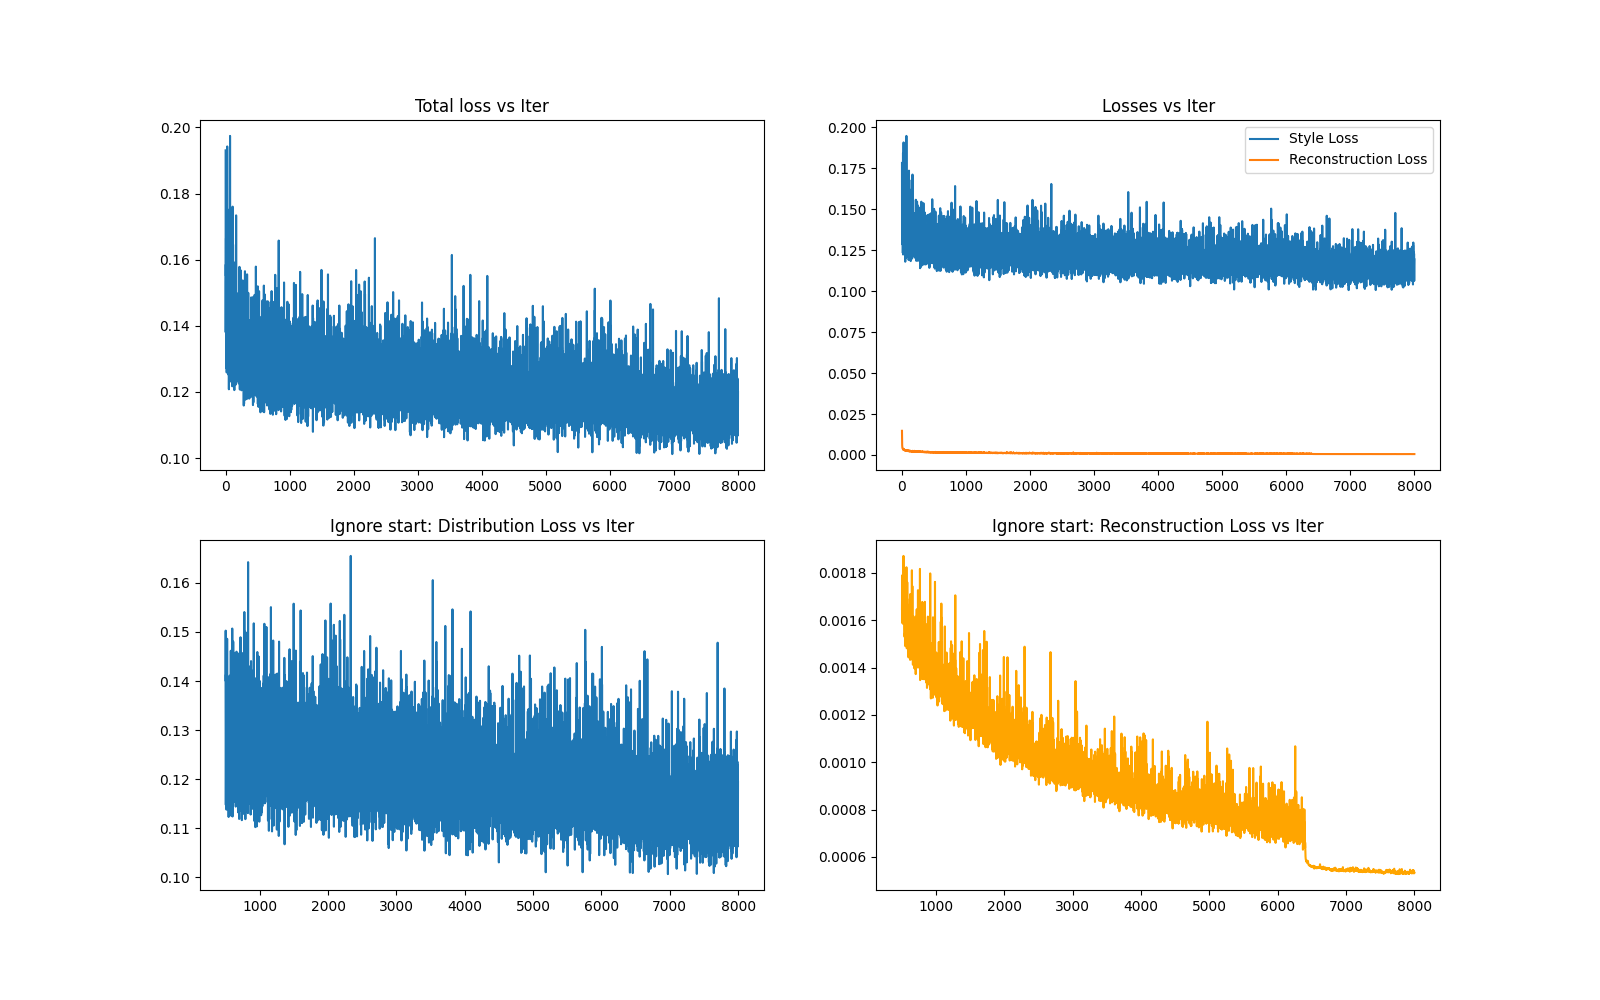 Total loss vs Iter
0.20
0.18
0.16
0.14
0.12
0.10
0 1000 2000 3000 4000 5000 6000 7000 8000
Losses vs Iter
Style Loss
Reconstruction Loss
0.200
0.175
0.150
0.125
0.100
0.075
0.050
0.025
0.000
0 1000 2000 3000 4000 5000 6000 7000 8000
Ignore start: Distribution Loss vs Iter
0.16
0.15
0.14
0.13
0.12
0.11
0.10
1000 2000 3000 4000 5000 6000 7000 8000
Ignore start: Reconstruction Loss vs Iter
0.0018
0.0016
0.0014
0.0012
0.0010
0.0008
0.0006
1000 2000 3000 4000 5000 6000 7000 8000